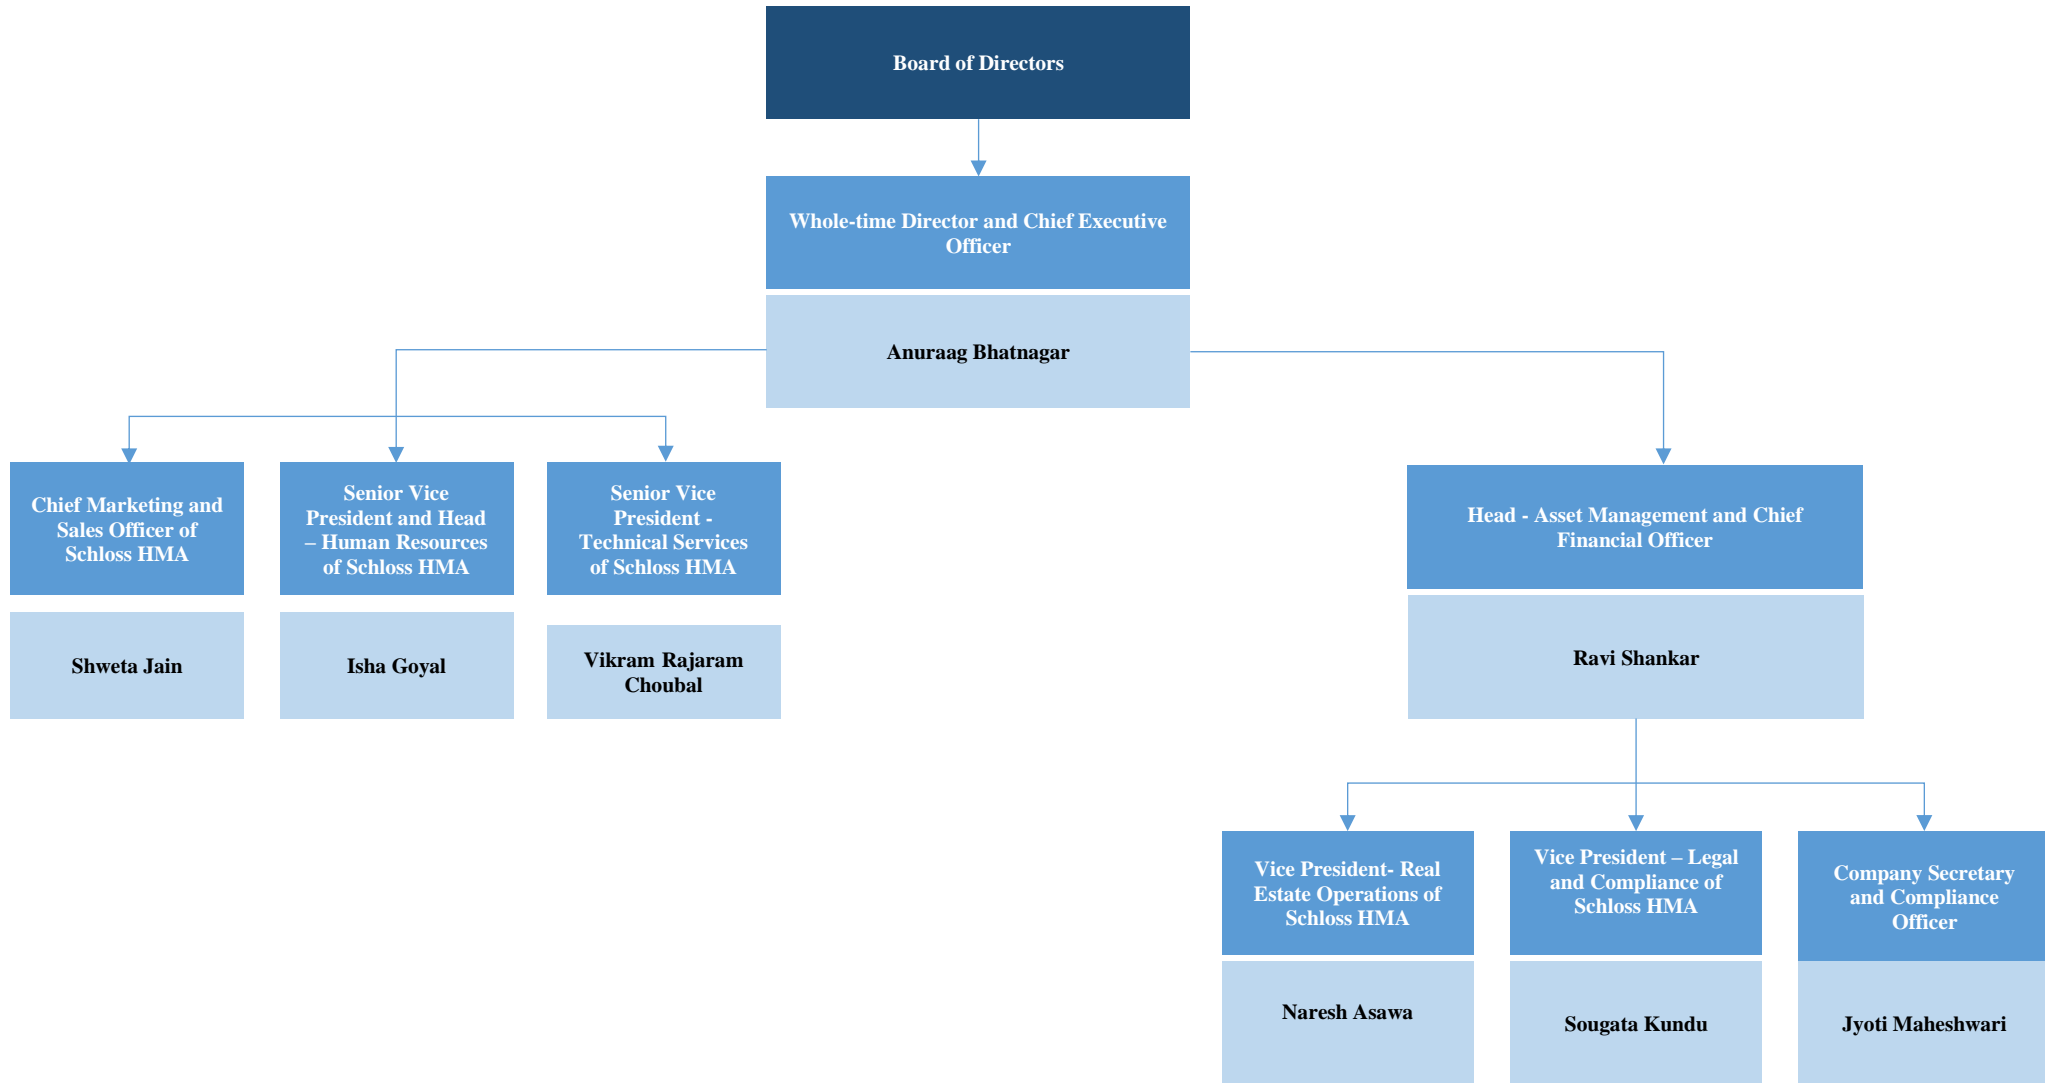 Board of Directors
Whole-time Director and Chief Executive
Officer
Anuraag Bhatnagar
Chief Marketing and
Sales Officer of
Schloss HMA
Shweta Jain
Senior Vice
President and Head
– Human Resources
of Schloss HMA
Isha Goyal
Senior Vice
President -
Technical Services
of Schloss HMA
Vikram Rajaram
Choubal
Head - Asset Management and Chief
Financial Officer
Ravi Shankar
Vice President- Real
Estate Operations of
Schloss HMA
Naresh Asawa
Vice President – Legal
and Compliance of
Schloss HMA
Sougata Kundu
Company Secretary
and Compliance
Officer
Jyoti Maheshwari